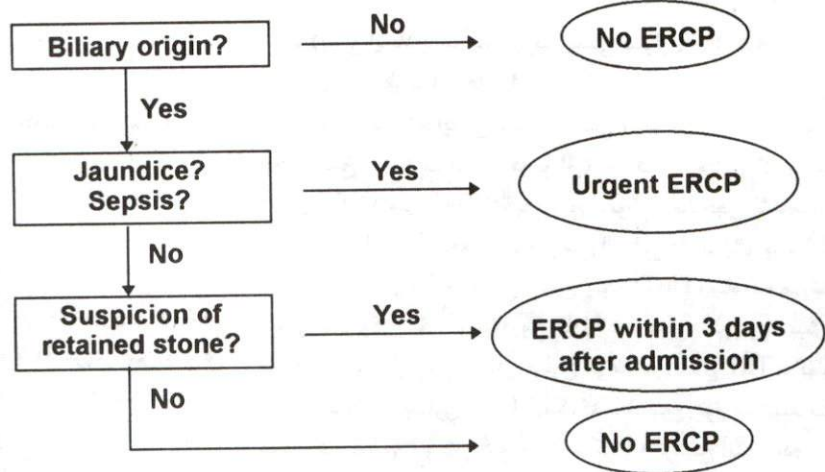 Biliary origin?
No
No ERCP
Yes
Jaundice?
Sepsis?
Yes
Urgent ERCP
No
Suspicion of
retained stone?
Yes
ERCP within 3 days
after admission
No
No ERCP